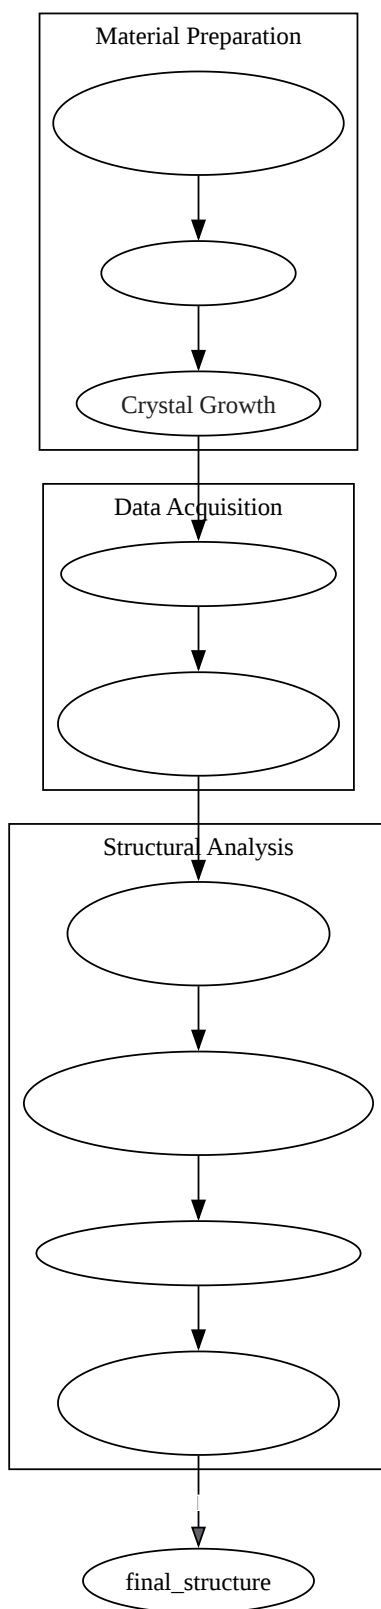 Material Preparation
Crystal Growth
Data Acquisition
Structural Analysis
final_structure